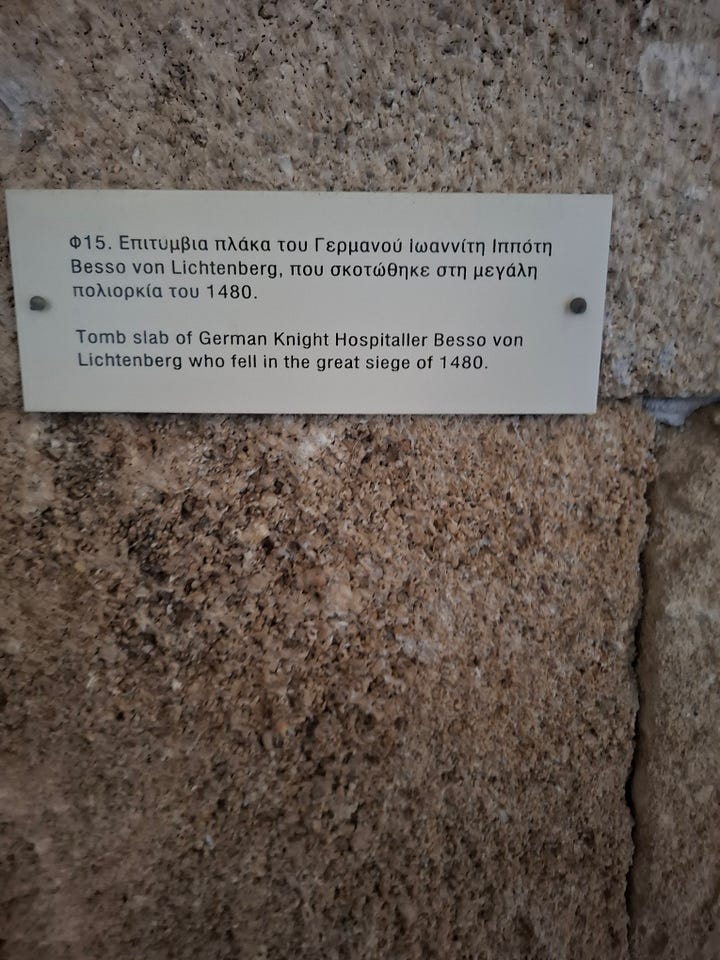 Φ15. Επιτύμβια πλάκα του Γερμανού Ιωαννίτη Ιππότη
Besso von Lichtenberg, που σκοτώθηκε στη μεγάλη
πολιορκία του 1480.
Tomb slab of German Knight Hospitaller Besso von
Lichtenberg who fell in the great siege of 1480.